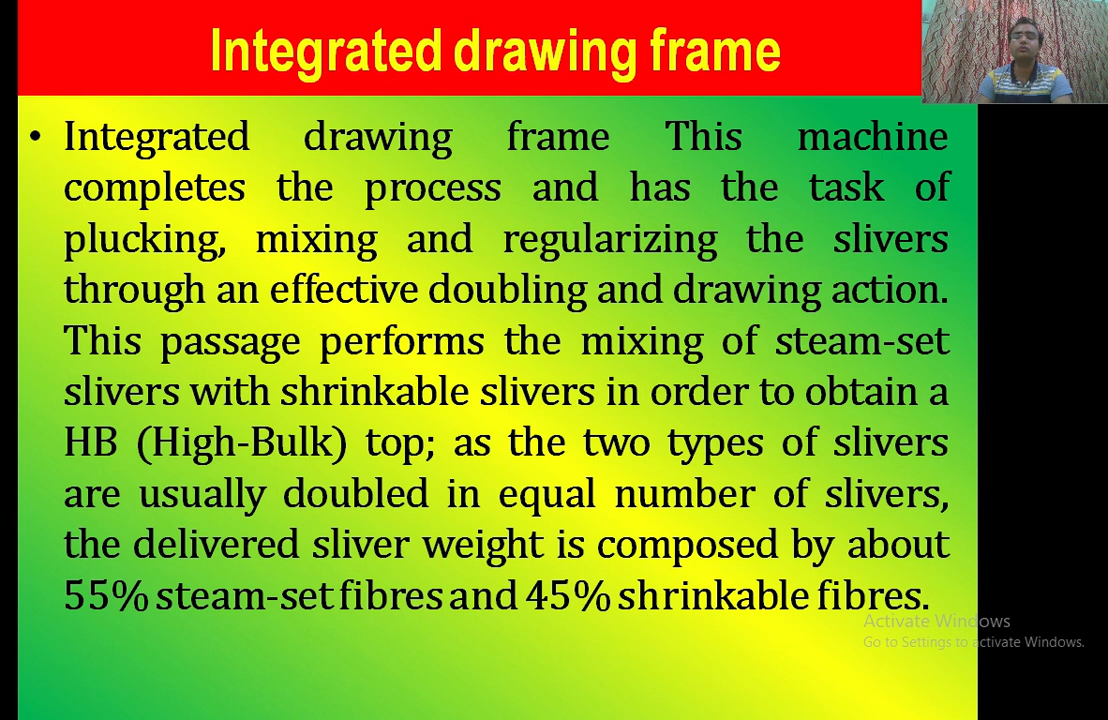 Integrated drawing frame
• Integrated drawing frame This machine
completes the process and has the task of
plucking, mixing and regularizing the slivers
through an effective doubling and drawing action.
This passage performs the mixing of steam-set
slivers with shrinkable slivers in order to obtain a
HB (High-Bulk) top; as the two types of slivers
are usually doubled in equal number of slivers,
the delivered sliver weight is composed by about
55% steam-set fibres and 45% shrinkable fibres.
Activate Windows
Go to Settings to activate Windows.